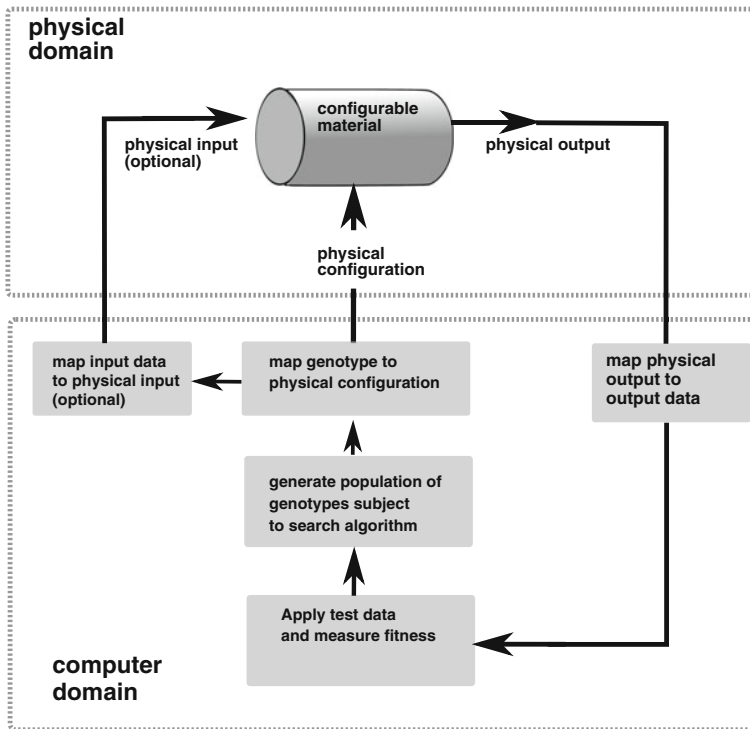 physical
domain
configurable
material
physical input
(optional)
physical output
physical
configuration
map input data
to physical input
(optional)
map genotype to
physical configuration
map physical
output to
output data
generate population of
genotypes subject
to search algorithm
Apply test data
and measure fitness
computer
domain